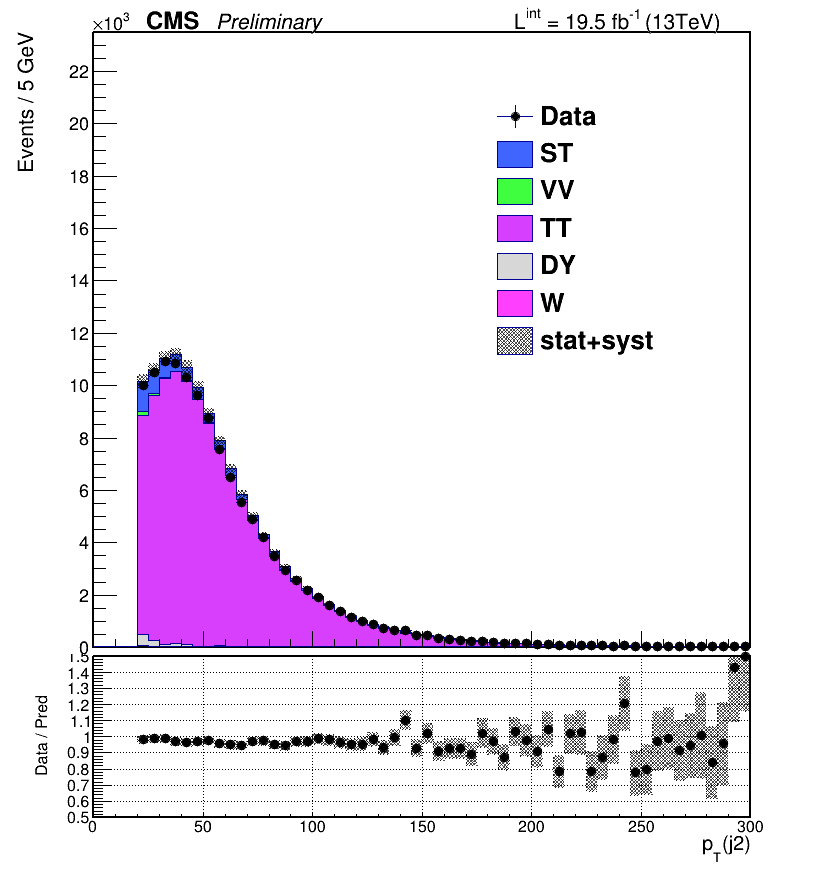 ×10³ CMS Preliminary L^int = 19.5 fb⁻¹ (13TeV)
Events / 5 GeV
22
20
18
16
14
12
10
8
6
4
2
0
Data
ST
VV
TT
DY
W
stat+syst
Data / Pred
1.5
1.4
1.3
1.2
1.1
1
0.9
0.8
0.7
0.6
0.5
0 50 100 150 200 250 300
p_T(j2)